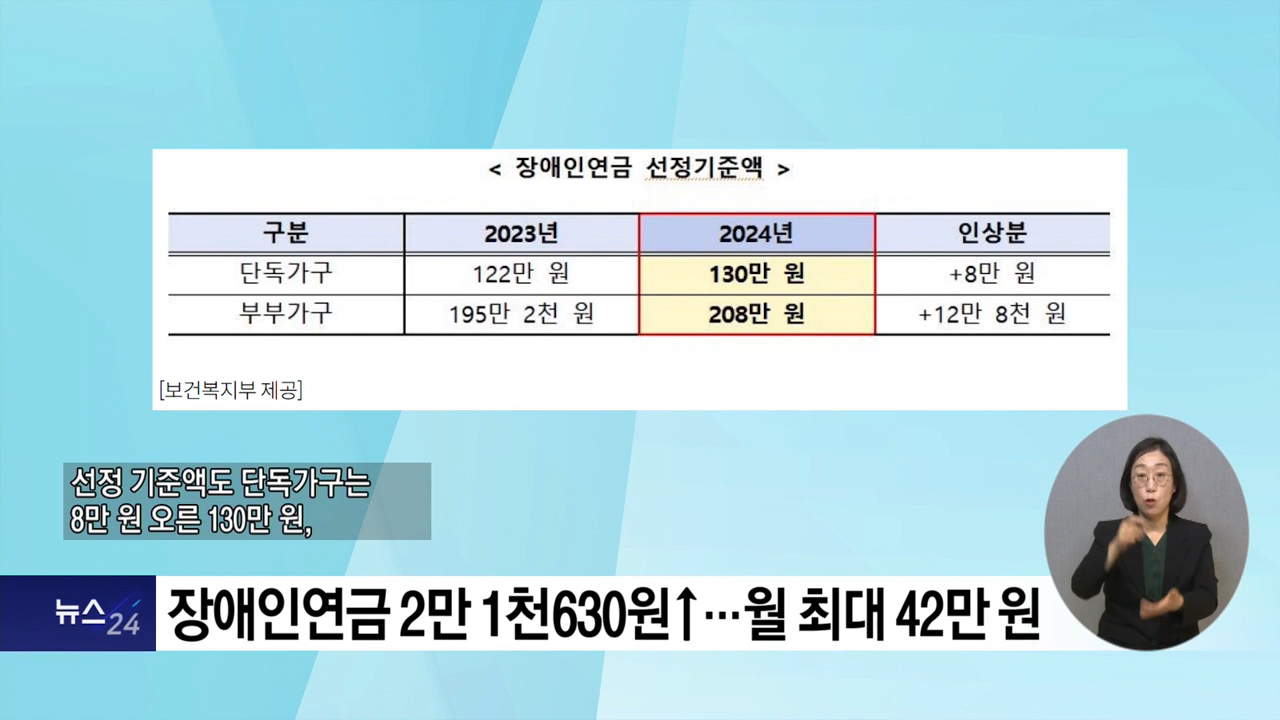 < 장애인연금 선정기준액 >
구분 2023년 2024년 인상분
단독가구 122만 원 130만 원 +8만 원
부부가구 195만 2천 원 208만 원 +12만 8천 원
[보건복지부 제공]
선정 기준액도 단독가구는
8만 원 오른 130만 원,
뉴스24
장애인연금 2만 1천630원↑…월 최대 42만 원